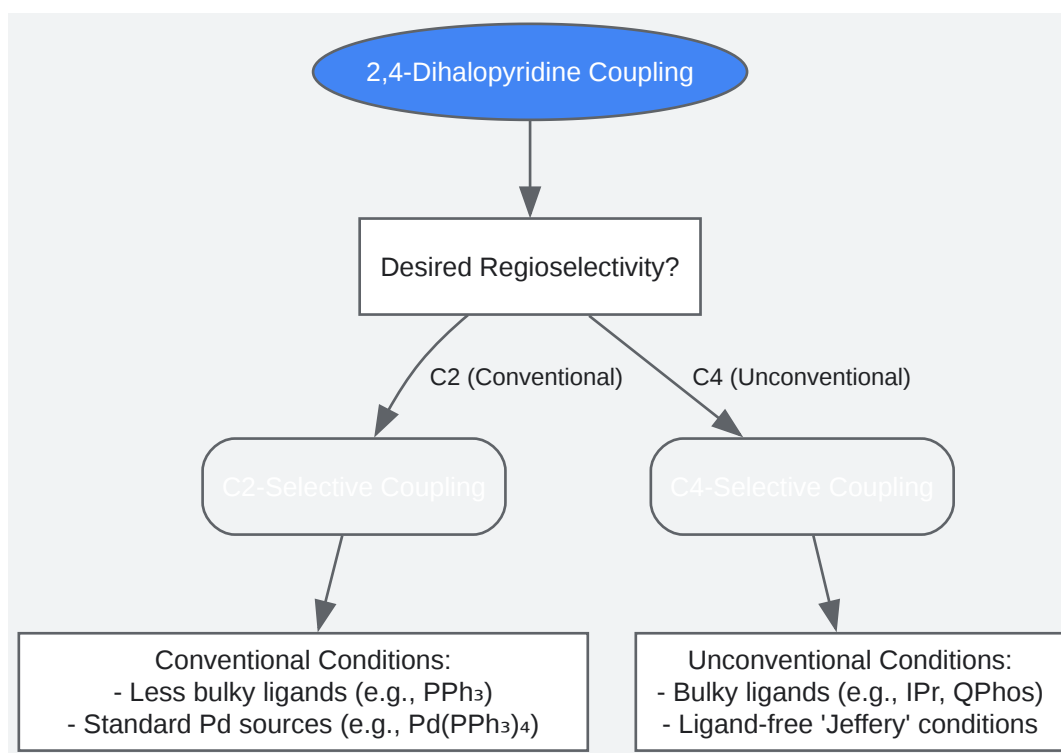 2,4-Dihalopyridine Coupling
Desired Regioselectivity?
C2 (Conventional)
C4 (Unconventional)
C2-Selective Coupling
C4-Selective Coupling
Conventional Conditions:
- Less bulky ligands (e.g., PPh₃)
- Standard Pd sources (e.g., Pd(PPh₃)₄)
Unconventional Conditions:
- Bulky ligands (e.g., IPr, QPhos)
- Ligand-free 'Jeffery' conditions